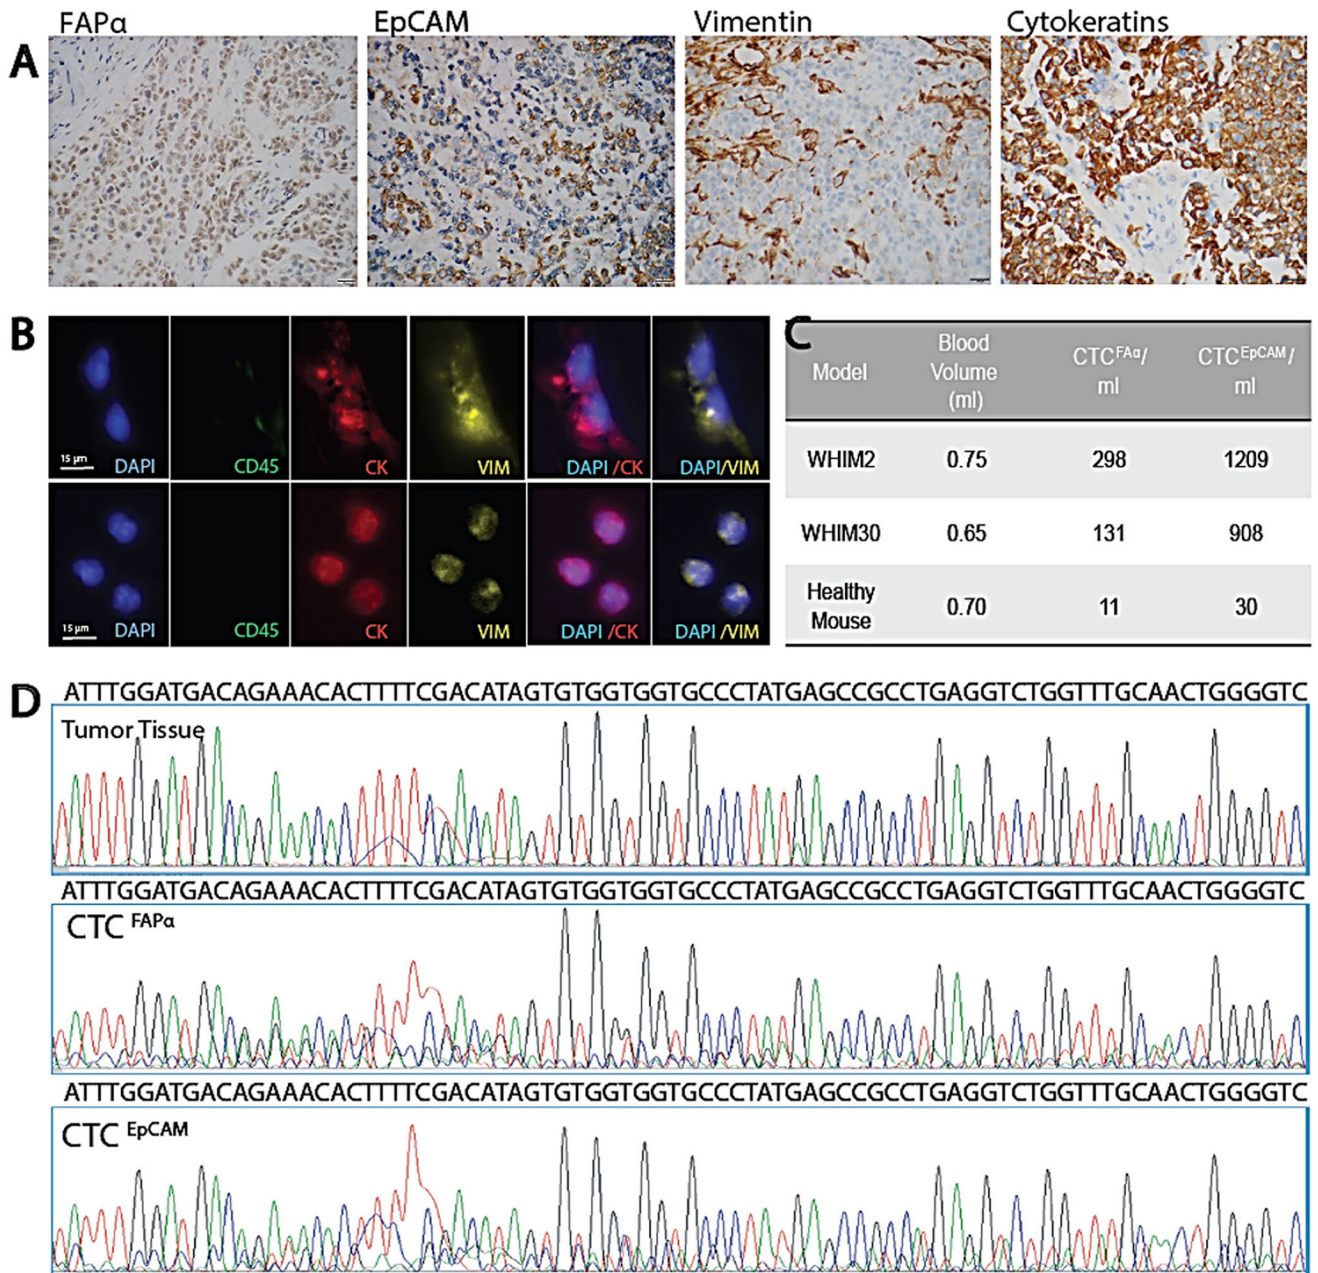 FAPα EpCAM Vimentin Cytokeratins
A
B
DAPI CD45 CK VIM DAPI /CK DAPI/VIM
15 µm
DAPI CD45 CK VIM DAPI /CK DAPI /VIM
15 µm
C
Model Blood Volume (ml) CTC^FAα/ ml CTC^EpCAM/ ml
WHIM2 0.75 298 1209
WHIM30 0.65 131 908
Healthy Mouse 0.70 11 30
D
ATTTGGATGACAGAAACACTTTTCGACATAGTGTGGTGGTGCCCTATGAGCCGCCTGAGGTCTGGTTTGCAACTGGGGTC
Tumor Tissue
ATTTGGATGACAGAAACACTTTTCGACATAGTGTGGTGGTGCCCTATGAGCCGCCTGAGGTCTGGTTTGCAACTGGGGTC
CTC FAPα
ATTTGGATGACAGAAACACTTTTCGACATAGTGTGGTGGTGCCCTATGAGCCGCCTGAGGTCTGGTTTGCAACTGGGGTC
CTC EpCAM